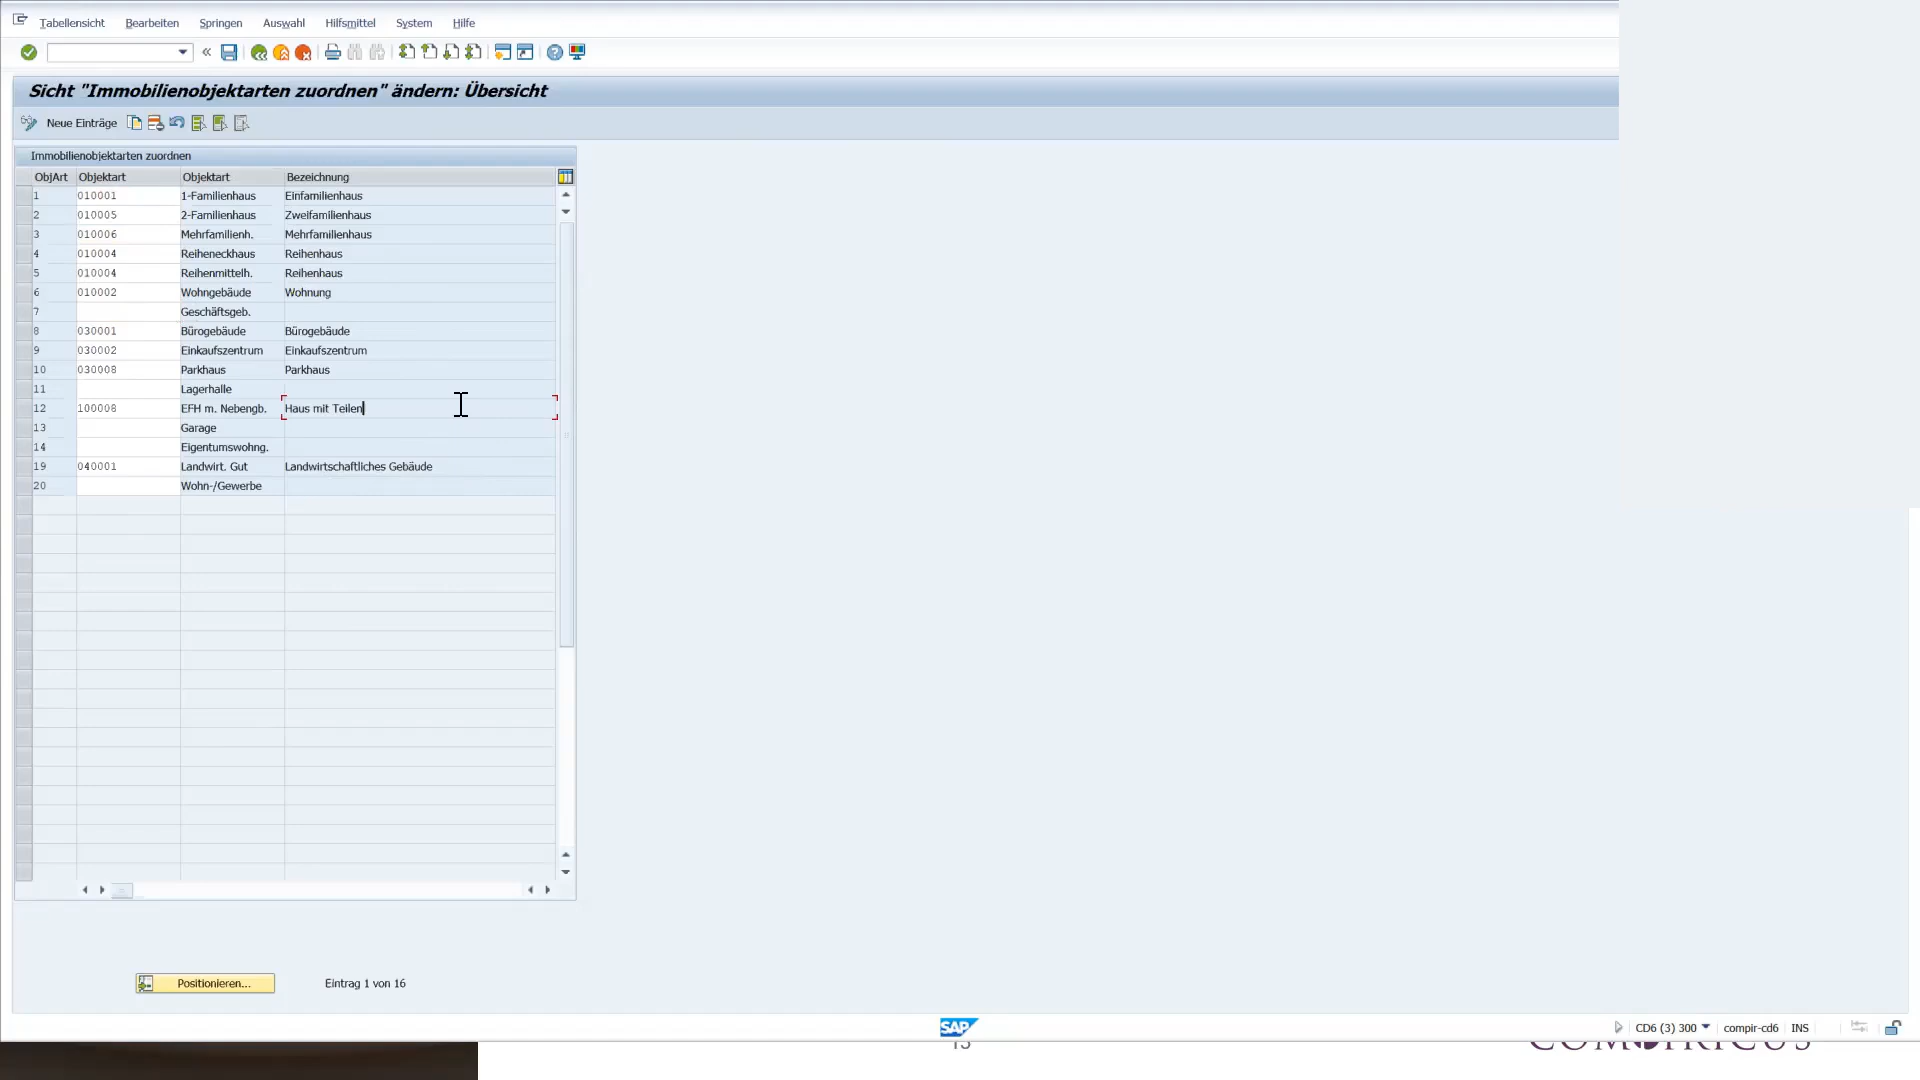 Tabellensicht Bearbeiten Springen Auswahl Hilfsmittel System Hilfe
Sicht "Immobilienobjektarten zuordnen" ändern: Übersicht
Neue Einträge
Immobilienobjektarten zuordnen
ObjArt Objektart Objektart Bezeichnung
1 010001 1-Familienhaus Einfamilienhaus
2 010005 2-Familienhaus Zweifamilienhaus
3 010006 Mehrfamilienh. Mehrfamilienhaus
4 010004 Reiheneckhaus Reihenhaus
5 010004 Reihenmittelh. Reihenhaus
6 010002 Wohngebäude Wohnung
7 Geschäftsgeb.
8 030001 Bürogebäude Bürogebäude
9 030002 Einkaufszentrum Einkaufszentrum
10 030008 Parkhaus Parkhaus
11 Lagerhalle
12 100008 EFH m. Nebengb. Haus mit Teilen
13 Garage
14 Eigentumswohng.
19 040001 Landwirt. Gut Landwirtschaftliches Gebäude
20 Wohn-/Gewerbe
Positionieren... Eintrag 1 von 16
SAP
CD6 (3) 300 compir-cd6 INS